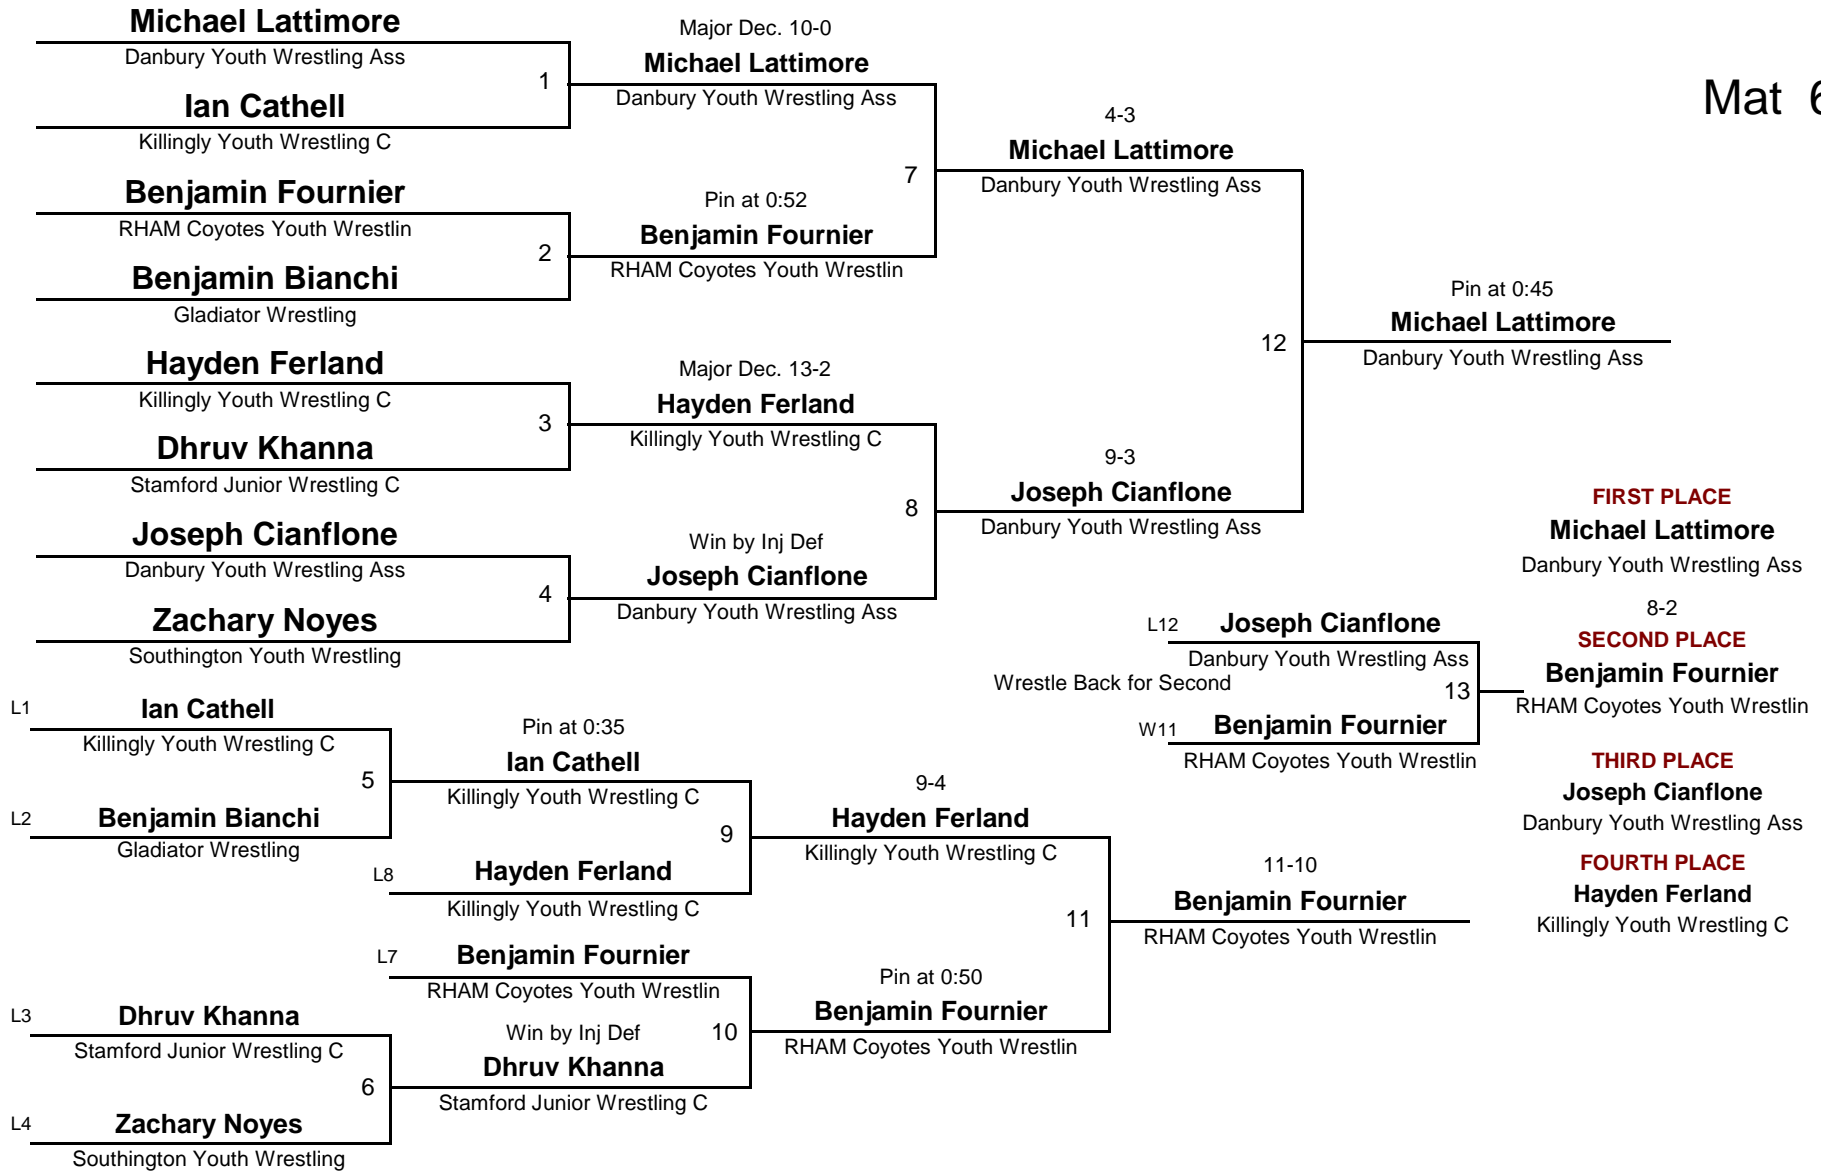 Michael Lattimore
Danbury Youth Wrestling Ass
1
Ian Cathell
Killingly Youth Wrestling C
Benjamin Fournier
RHAM Coyotes Youth Wrestlin
2
Benjamin Bianchi
Gladiator Wrestling
Hayden Ferland
Killingly Youth Wrestling C
3
Dhruv Khanna
Stamford Junior Wrestling C
Joseph Cianflone
Danbury Youth Wrestling Ass
4
Zachary Noyes
Southington Youth Wrestling
Major Dec. 10-0
Michael Lattimore
Danbury Youth Wrestling Ass
7
Pin at 0:52
Benjamin Fournier
RHAM Coyotes Youth Wrestlin
Major Dec. 13-2
Hayden Ferland
Killingly Youth Wrestling C
8
Win by Inj Def
Joseph Cianflone
Danbury Youth Wrestling Ass
4-3
Michael Lattimore
Danbury Youth Wrestling Ass
12
9-3
Joseph Cianflone
Danbury Youth Wrestling Ass
Mat 6
Pin at 0:45
Michael Lattimore
Danbury Youth Wrestling Ass
L1
Ian Cathell
Killingly Youth Wrestling C
5
L2
Benjamin Bianchi
Gladiator Wrestling
L3
Dhruv Khanna
Stamford Junior Wrestling C
6
L4
Zachary Noyes
Southington Youth Wrestling
Pin at 0:35
Ian Cathell
Killingly Youth Wrestling C
9
L8
Hayden Ferland
Killingly Youth Wrestling C
L7
Benjamin Fournier
RHAM Coyotes Youth Wrestlin
10
Win by Inj Def
Dhruv Khanna
Stamford Junior Wrestling C
9-4
Hayden Ferland
Killingly Youth Wrestling C
11
Pin at 0:50
Benjamin Fournier
RHAM Coyotes Youth Wrestlin
11-10
Benjamin Fournier
RHAM Coyotes Youth Wrestlin
L12
Joseph Cianflone
Danbury Youth Wrestling Ass
Wrestle Back for Second
13
W11
Benjamin Fournier
RHAM Coyotes Youth Wrestlin
FIRST PLACE
Michael Lattimore
Danbury Youth Wrestling Ass
8-2
SECOND PLACE
Benjamin Fournier
RHAM Coyotes Youth Wrestlin
THIRD PLACE
Joseph Cianflone
Danbury Youth Wrestling Ass
FOURTH PLACE
Hayden Ferland
Killingly Youth Wrestling C